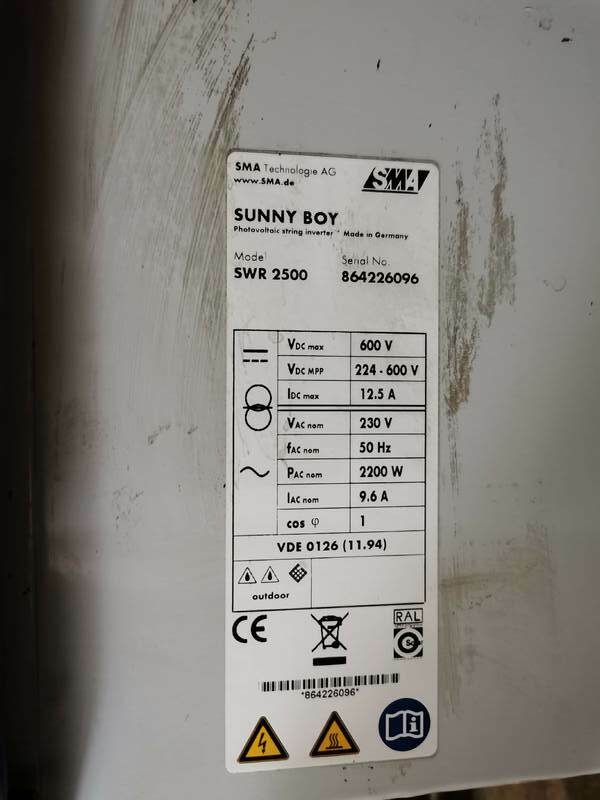 SMA Technologie AG
www.SMA.de
SMA
SUNNY BOY
Photovoltaic string inverter * Made in Germany
Model Serial No.
SWR 2500 864226096
VDC max 600 V
VDC MPP 224 - 600 V
IDC max 12.5 A
VAC nom 230 V
fAC nom 50 Hz
PAC nom 2200 W
IAC nom 9.6 A
cos φ 1
VDE 0126 (11.94)
outdoor
CE
RAL
*864226096*